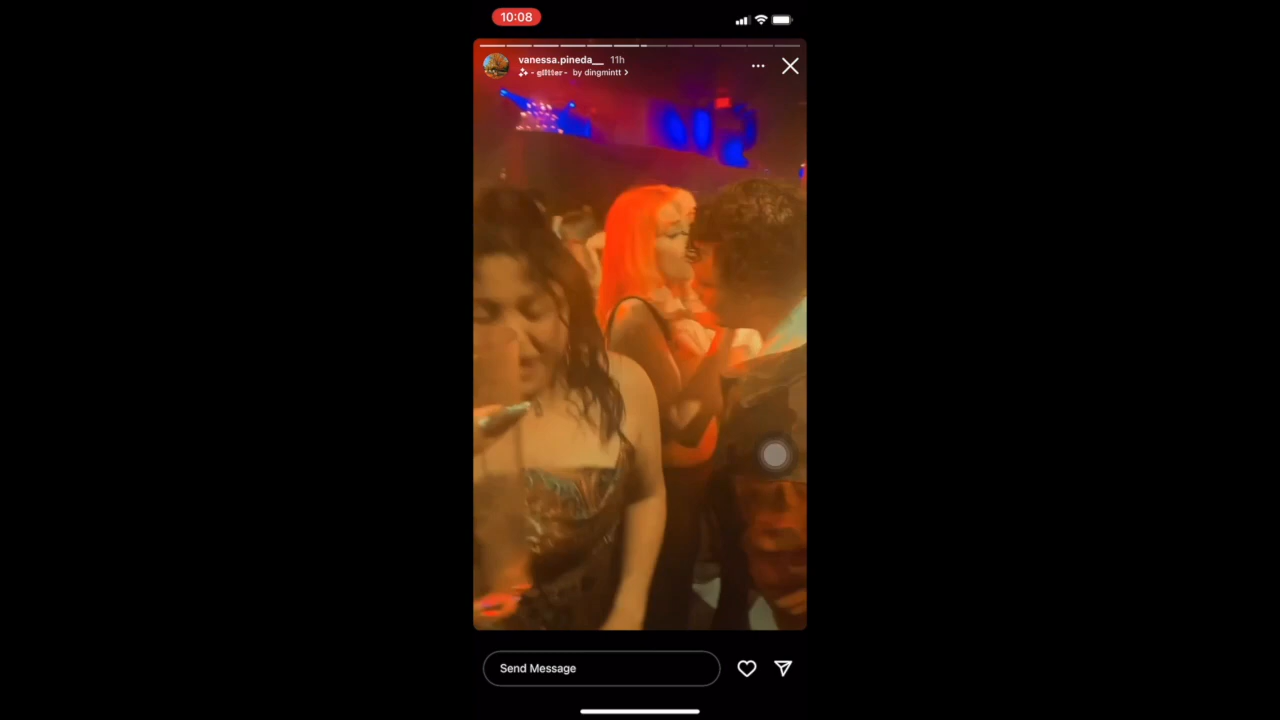 10:08
vanessa.pineda__ 11h
- glitter - by dingmintt >
Send Message